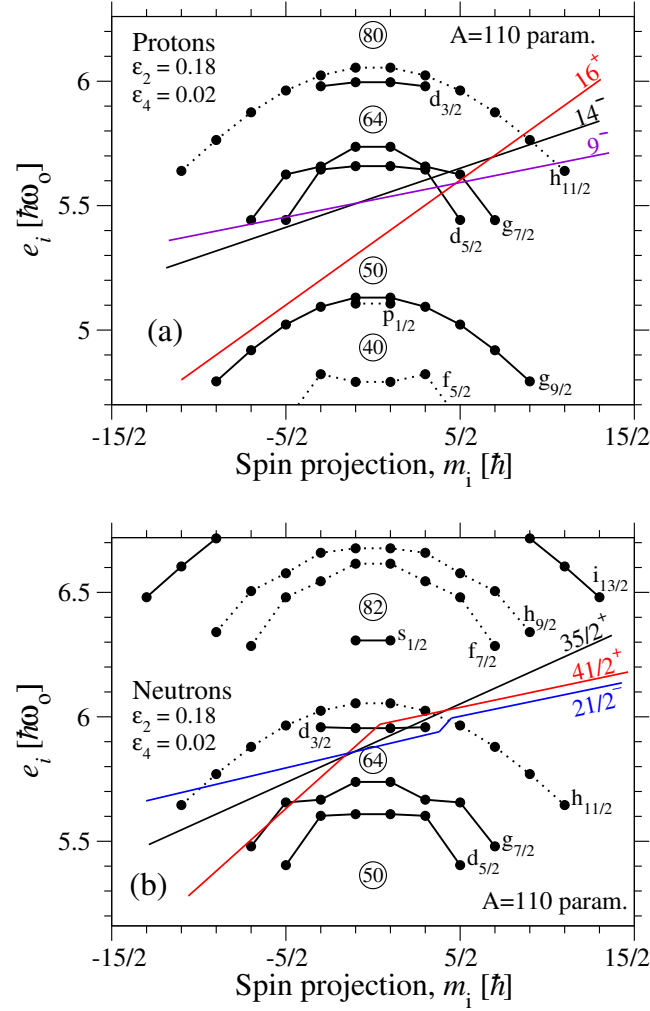 80
Protons
A=110 param.
ε2 = 0.18
ε4 = 0.02
16+
14−
9−
d3/2
64
h11/2
g7/2
d5/2
50
p1/2
(a)
40
f5/2
g9/2
6
5.5
5
ei [ħωo]
-15/2
-5/2
5/2
15/2
Spin projection, mi [ħ]
i13/2
82
h9/2
35/2+
s1/2
f7/2
41/2+
Neutrons
21/2−
ε2 = 0.18
ε4 = 0.02
d3/2
64
h11/2
g7/2
d5/2
(b)
50
A=110 param.
6.5
6
5.5
ei [ħωo]
-15/2
-5/2
5/2
15/2
Spin projection, mi [ħ]